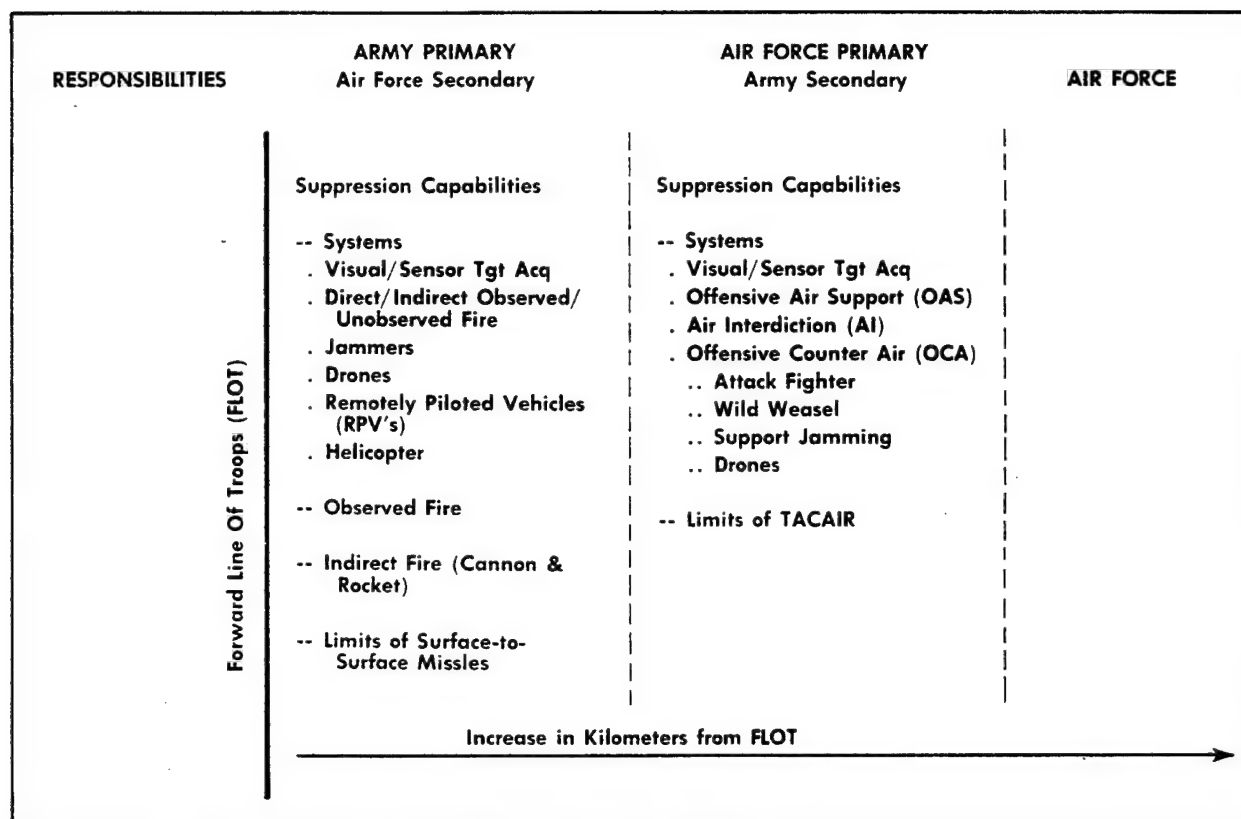 RESPONSIBILITIES
ARMY PRIMARY
Air Force Secondary
AIR FORCE PRIMARY
Army Secondary
AIR FORCE
Forward Line Of Troops (FLOT)
Suppression Capabilities
-- Systems
. Visual/Sensor Tgt Acq
. Direct/Indirect Observed/
Unobserved Fire
. Jammers
. Drones
. Remotely Piloted Vehicles
(RPV's)
. Helicopter
-- Observed Fire
-- Indirect Fire (Cannon &
Rocket)
-- Limits of Surface-to-
Surface Missles
Suppression Capabilities
-- Systems
. Visual/Sensor Tgt Acq
. Offensive Air Support (OAS)
. Air Interdiction (AI)
. Offensive Counter Air (OCA)
.. Attack Fighter
.. Wild Weasel
.. Support Jamming
.. Drones
-- Limits of TACAIR
Increase in Kilometers from FLOT